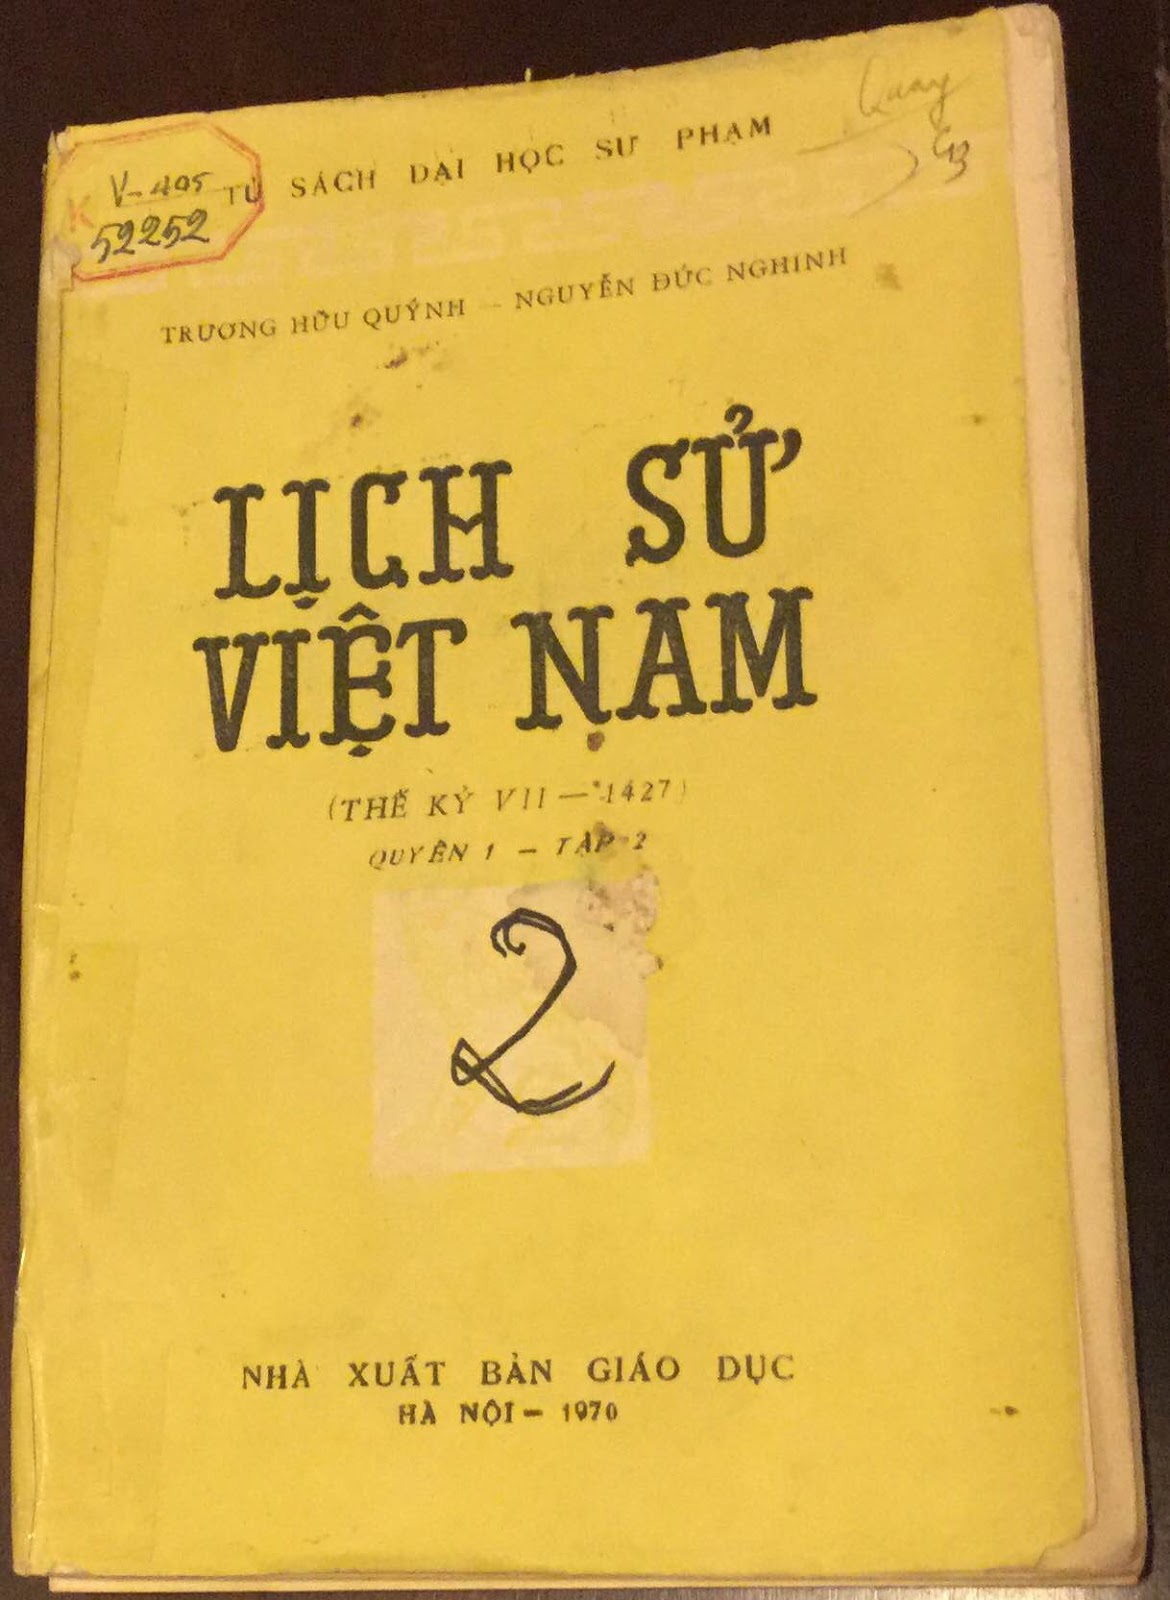 V-405
52252
TỦ SÁCH ĐẠI HỌC SƯ PHẠM
TRƯƠNG HỮU QUÝNH - NGUYỄN ĐỨC NGHINH
LỊCH SỬ
VIỆT NAM
(THẾ KỶ VII - 1427)
QUYỂN 1 - TẬP 2
2
NHÀ XUẤT BẢN GIÁO DỤC
HÀ NỘI - 1970